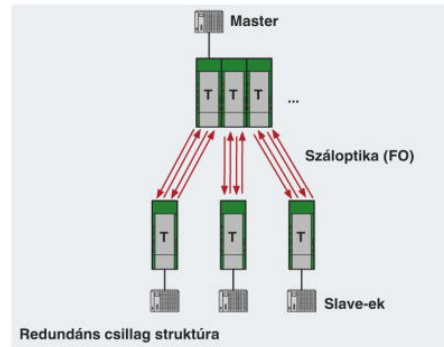 Master
T T T
...
Száloptika (FO)
T T T
Slave-ek
Redundáns csillag struktúra